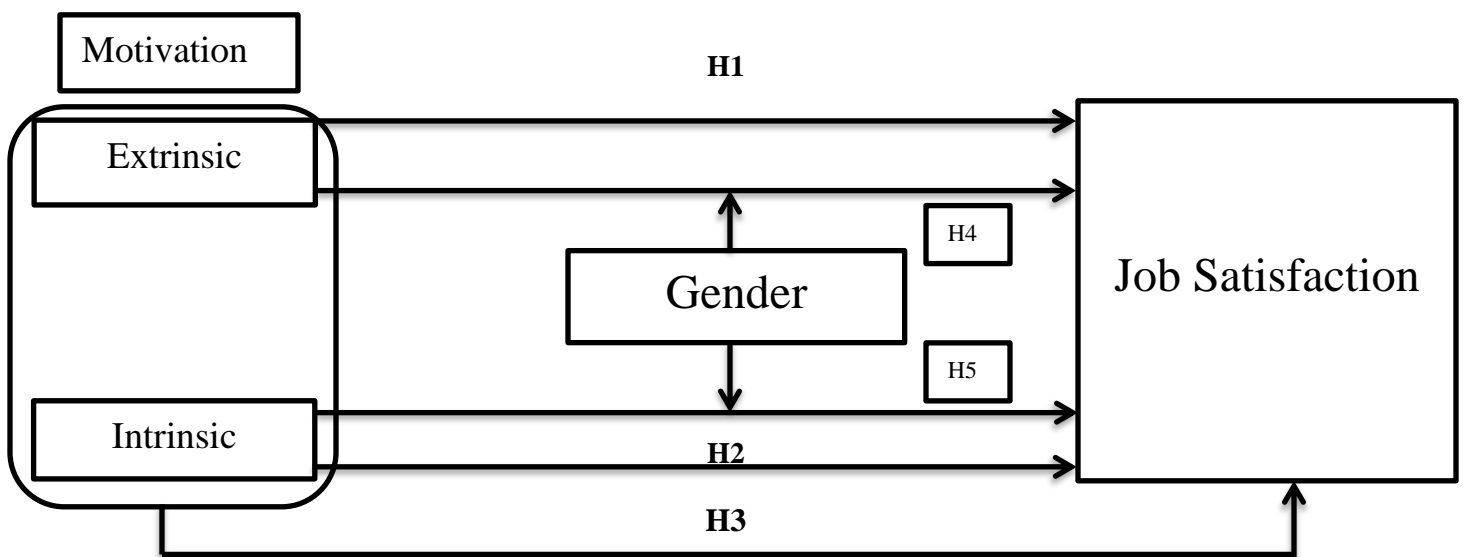 Motivation
H1
Extrinsic
H4
Gender
Job Satisfaction
H5
Intrinsic
H2
H3